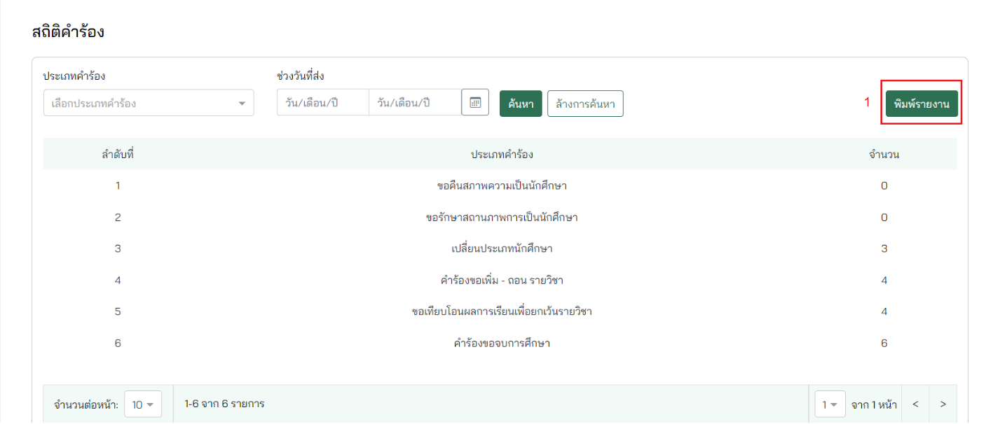 สถิติคำร้อง
ประเภทคำร้อง ช่วงวันที่ส่ง
เลือกประเภทคำร้อง วัน/เดือน/ปี วัน/เดือน/ปี ค้นหา ล้างการค้นหา 1 พิมพ์รายงาน
ลำดับที่ ประเภทคำร้อง จำนวน
1 ขอคืนสภาพความเป็นนักศึกษา 0
2 ขอรักษาสถานภาพการเป็นนักศึกษา 0
3 เปลี่ยนประเภทนักศึกษา 3
4 คำร้องขอเพิ่ม - ถอน รายวิชา 4
5 ขอเทียบโอนผลการเรียนเพื่อยกเว้นรายวิชา 4
6 คำร้องขอจบการศึกษา 6
จำนวนต่อหน้า: 10 1-6 จาก 6 รายการ 1 จาก 1 หน้า < >